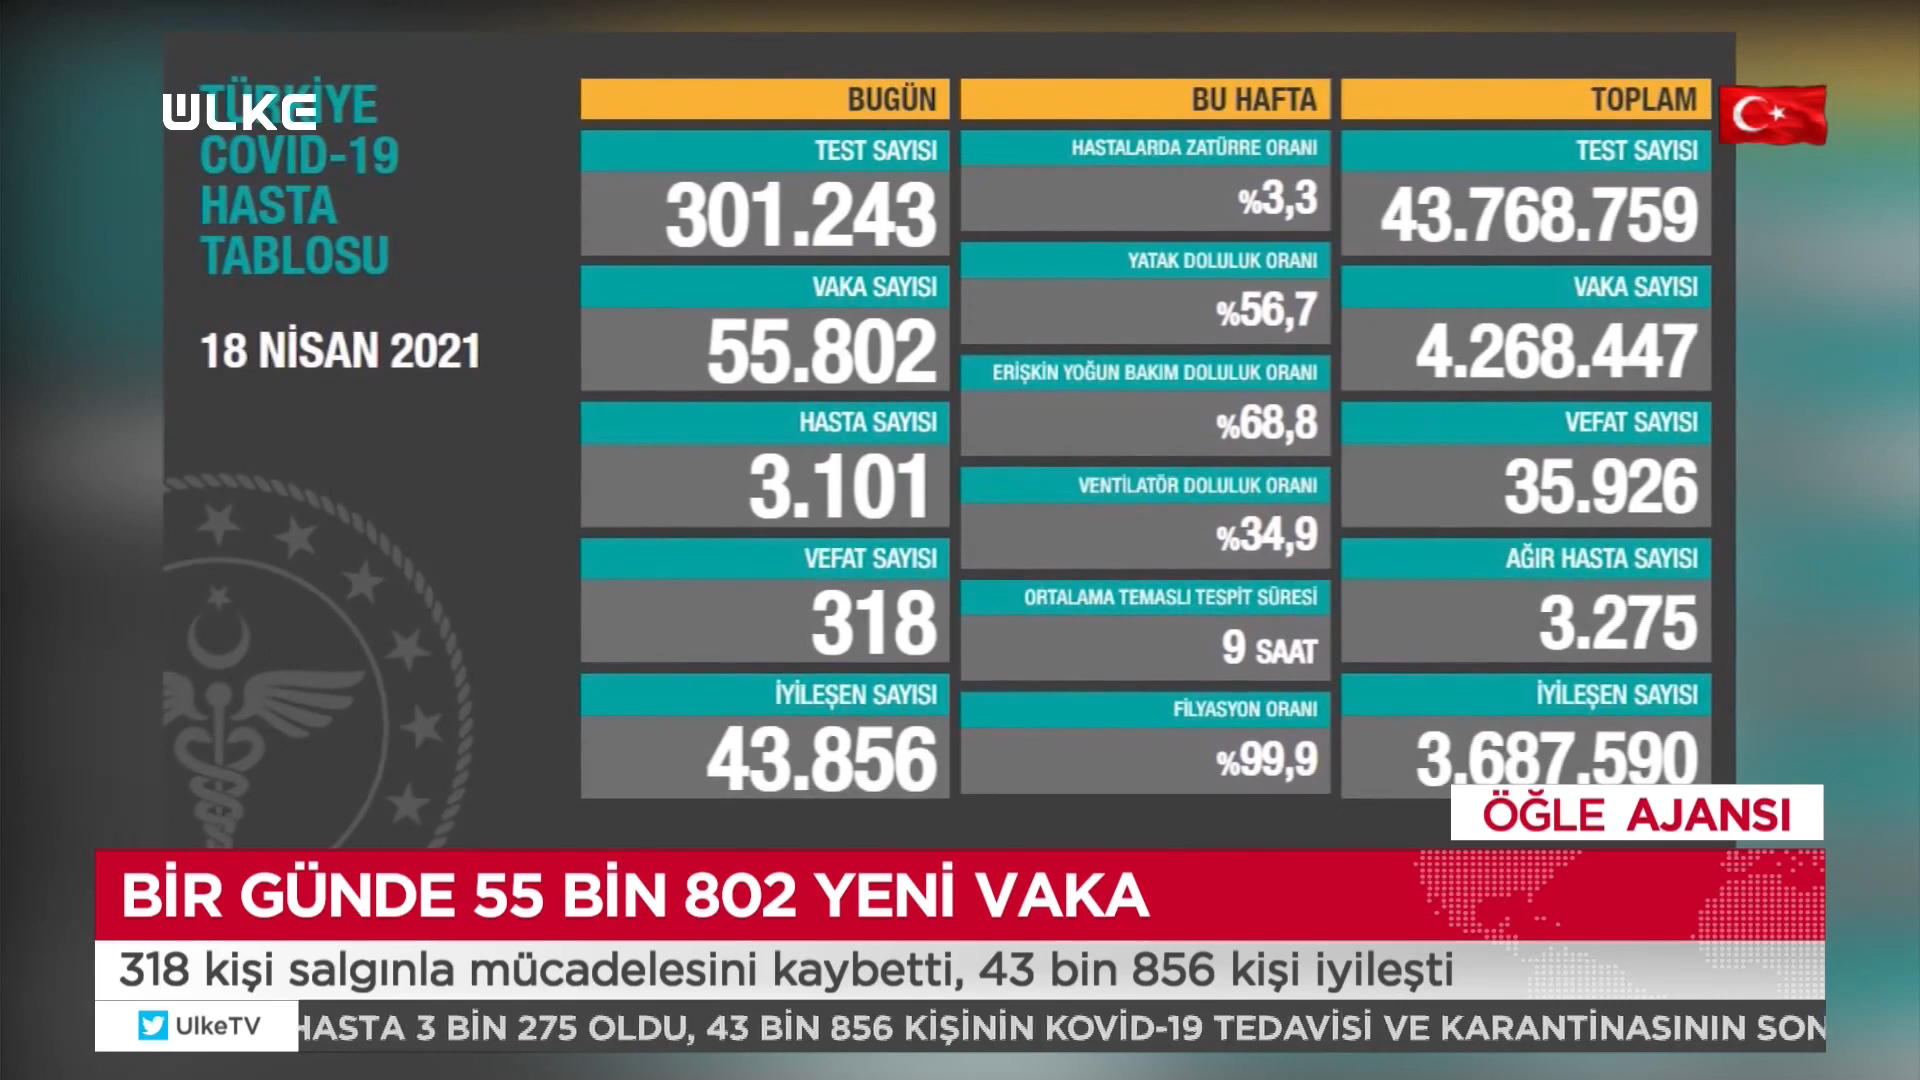 ULKE
TÜRKİYE
COVID-19
HASTA
TABLOSU
18 NİSAN 2021
BUGÜN
TEST SAYISI
301.243
VAKA SAYISI
55.802
HASTA SAYISI
3.101
VEFAT SAYISI
318
İYİLEŞEN SAYISI
43.856
BU HAFTA
HASTALARDA ZATÜRRE ORANI
%3,3
YATAK DOLULUK ORANI
%56,7
ERİŞKİN YOĞUN BAKIM DOLULUK ORANI
%68,8
VENTİLATÖR DOLULUK ORANI
%34,9
ORTALAMA TEMASLI TESPİT SÜRESİ
9 SAAT
FİLYASYON ORANI
%99,9
TOPLAM
TEST SAYISI
43.768.759
VAKA SAYISI
4.268.447
VEFAT SAYISI
35.926
AĞIR HASTA SAYISI
3.275
İYİLEŞEN SAYISI
3.687.590
ÖĞLE AJANSI
BİR GÜNDE 55 BİN 802 YENİ VAKA
318 kişi salgınla mücadelesini kaybetti, 43 bin 856 kişi iyileşti
UlkeTV HASTA 3 BİN 275 OLDU, 43 BİN 856 KİŞİNİN KOVİD-19 TEDAVİSİ VE KARANTİNASININ SON